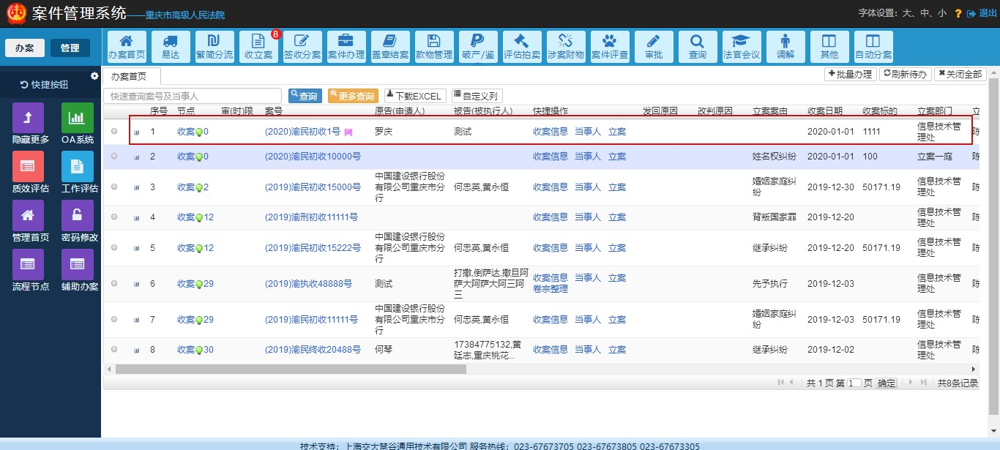 案件管理系统——重庆市高级人民法院
字体设置：大、中、小 ? 退出
办案 管理
办案首页 易达 繁简分流 收立案 8 签收分案 案件办理 盖章结案 款物管理 破产/鉴 评估拍卖 涉案财物 案件评查 审批 查询 法官会议 调解 其他 自动分案
快捷按钮
隐藏更多 OA系统
质效评估 工作评估
管理首页 密码修改
流程节点 辅助办案
办案首页
批量办理 刷新待办 关闭全部
快速查询案号及当事人 查询 更多查询 下载EXCEL 自定义列
序号 节点 审(时)限 案号 原告(申请人) 被告(被执行人) 快捷操作 发回原因 改判原因 立案案由 收案日期 收案标的 立案部门 立
1 收案0 (2020)渝民初收1号 网 罗庆 测试 收案信息 当事人 立案 2020-01-01 1111 信息技术管
理处 陈
2 收案0 (2020)渝民初收10000号 收案信息 当事人 立案 姓名权纠纷 2020-01-01 100 立案一庭 陈
3 收案2 (2019)渝民初收15000号 中国建设银行股份
有限公司重庆市分
行 何忠英,黄永恒 收案信息 当事人 立案 婚姻家庭纠
纷 2019-12-30 50171.19 信息技术管
理处 陈
4 收案12 (2019)渝刑初收11111号 收案信息 当事人 立案 背叛国家罪 2019-12-20 信息技术管
理处 陈
5 收案12 (2019)渝民初收15222号 中国建设银行股份
有限公司重庆市分
行 何忠英,黄永恒 收案信息 当事人 立案 继承纠纷 2019-12-20 50171.19 信息技术管
理处 陈
6 收案29 (2019)渝执收48888号 测试 打撒,倒萨达,撒旦阿
萨大阿萨大阿三阿
三 收案信息 当事人 立案
卷宗整理 先予执行 2019-12-03 信息技术管
理处 陈
7 收案29 (2019)渝民初收11111号 中国建设银行股份
有限公司重庆市分
行 何忠英,黄永恒 收案信息 当事人 立案 婚姻家庭纠
纷 2019-12-03 50171.19 信息技术管
理处 陈
8 收案30 (2019)渝民终收20488号 何琴 17384775132,黄
廷志,重庆桃花... 收案信息 当事人 立案 继承纠纷 2019-12-02 信息技术管
理处 陈
共 1 页 第 1 页 确定 共8条记录
技术支持：上海交大慧谷通用技术有限公司 服务热线：023-67673705 023-67673805 023-67673305